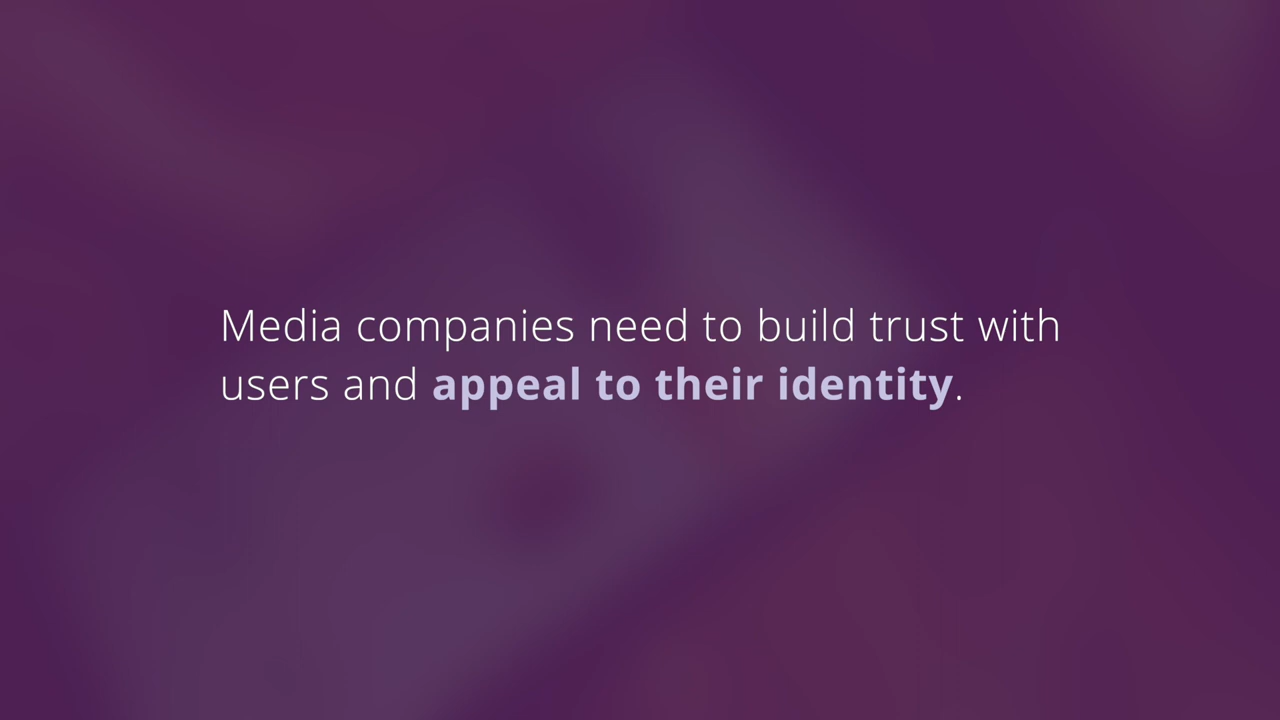 Media companies need to build trust with
users and appeal to their identity.